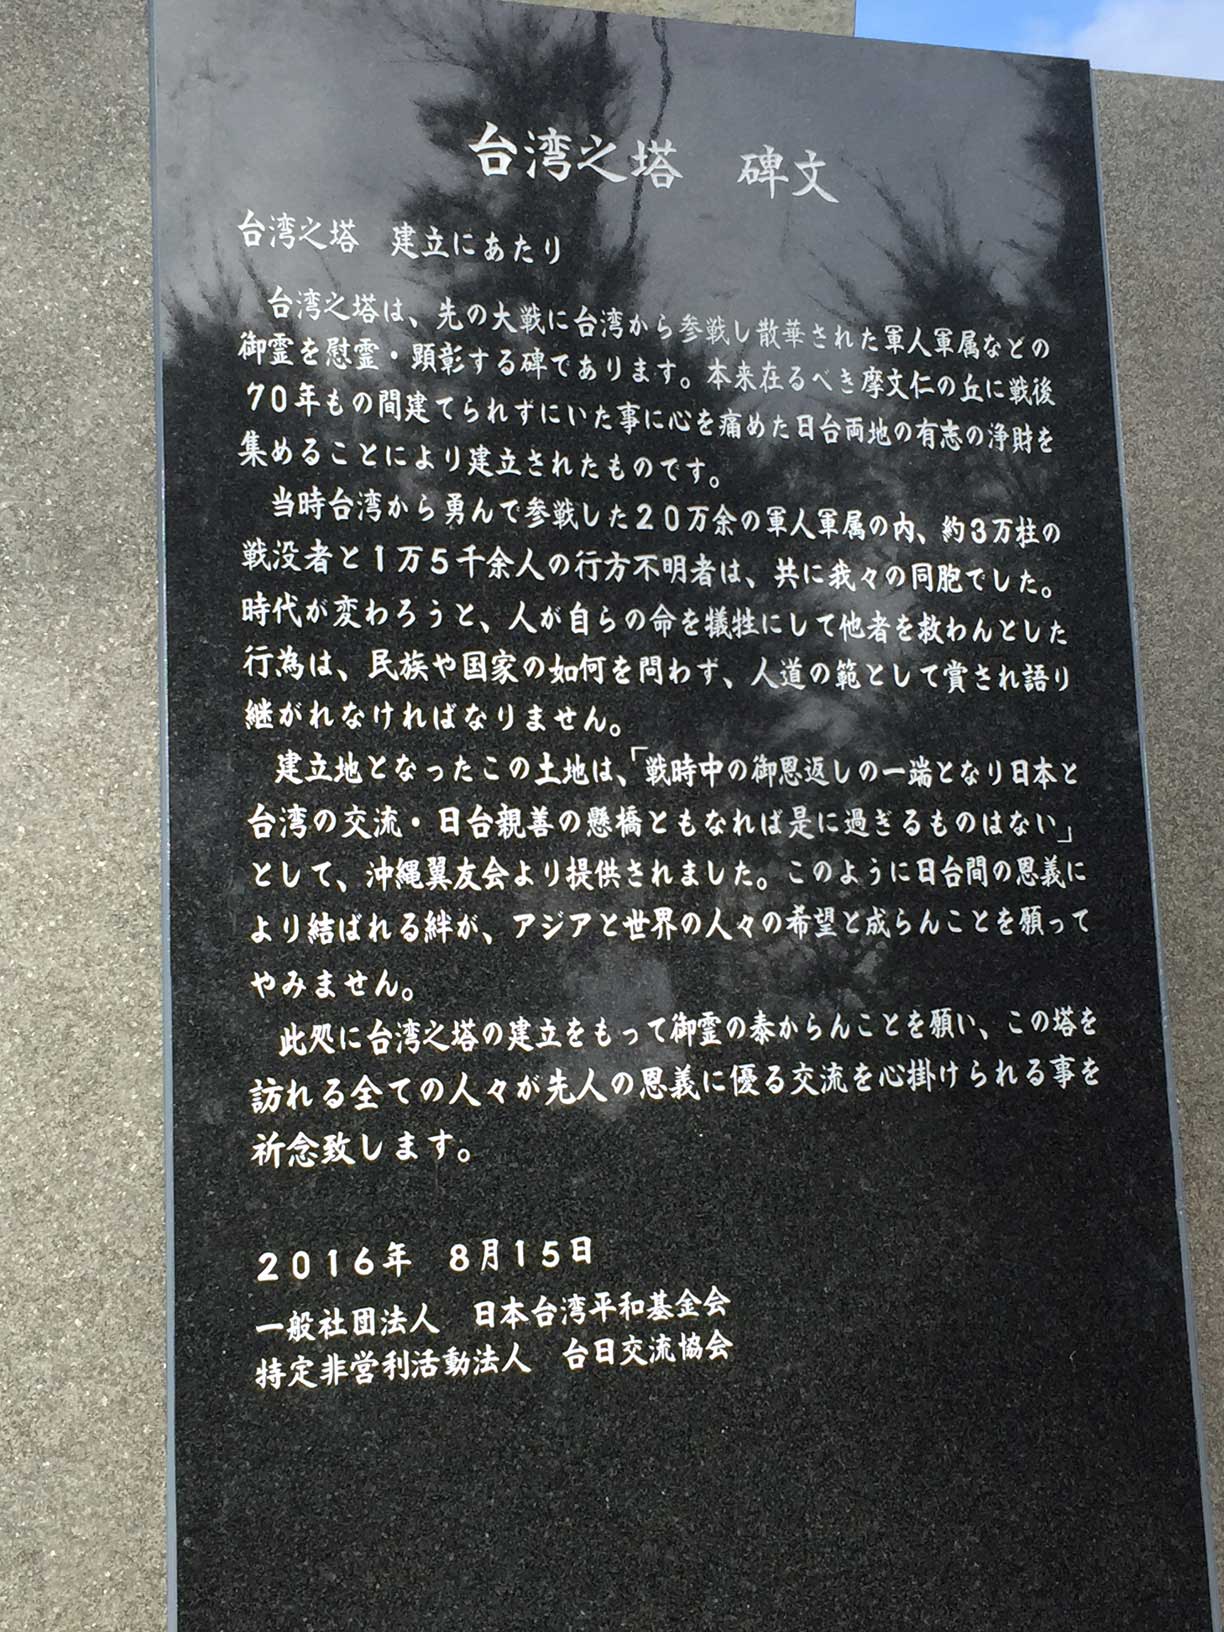 台湾之塔　碑文
台湾之塔　建立にあたり
台湾之塔は、先の大戦に台湾から参戦し散華された軍人軍属などの
御霊を慰霊・顕彰する碑であります。本来在るべき摩文仁の丘に戦後
70年もの間建てられずにいた事に心を痛めた日台両地の有志の浄財を
集めることにより建立されたものです。
当時台湾から勇んで参戦した20万余の軍人軍属の内、約3万柱の
戦没者と1万5千余人の行方不明者は、共に我々の同胞でした。
時代が変わろうと、人が自らの命を犠牲にして他者を救わんとした
行為は、民族や国家の如何を問わず、人道の範として賞され語り
継がれなければなりません。
建立地となったこの土地は、「戦時中の御恩返しの一端となり日本と
台湾の交流・日台親善の懸橋ともなれば是に過ぎるものはない」
として、沖縄翼友会より提供されました。このように日台間の恩義に
より結ばれる絆が、アジアと世界の人々の希望と成らんことを願って
やみません。
此処に台湾之塔の建立をもって御霊の泰からんことを願い、この塔を
訪れる全ての人々が先人の恩義に優る交流を心掛けられる事を
祈念致します。
2016年　8月15日
一般社団法人　日本台湾平和基金会
特定非営利活動法人　台日交流協会